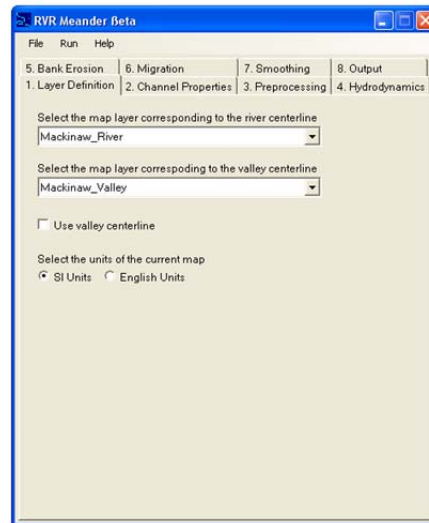 RVR Meander Beta
File Run Help
5. Bank Erosion 6. Migration 7. Smoothing 8. Output
1. Layer Definition 2. Channel Properties 3. Preprocessing 4. Hydrodynamics
Select the map layer corresponding to the river centerline
Mackinaw_River
Select the map layer correspoding to the valley centerline
Mackinaw_Valley
Use valley centerline
Select the units of the current map
SI Units English Units